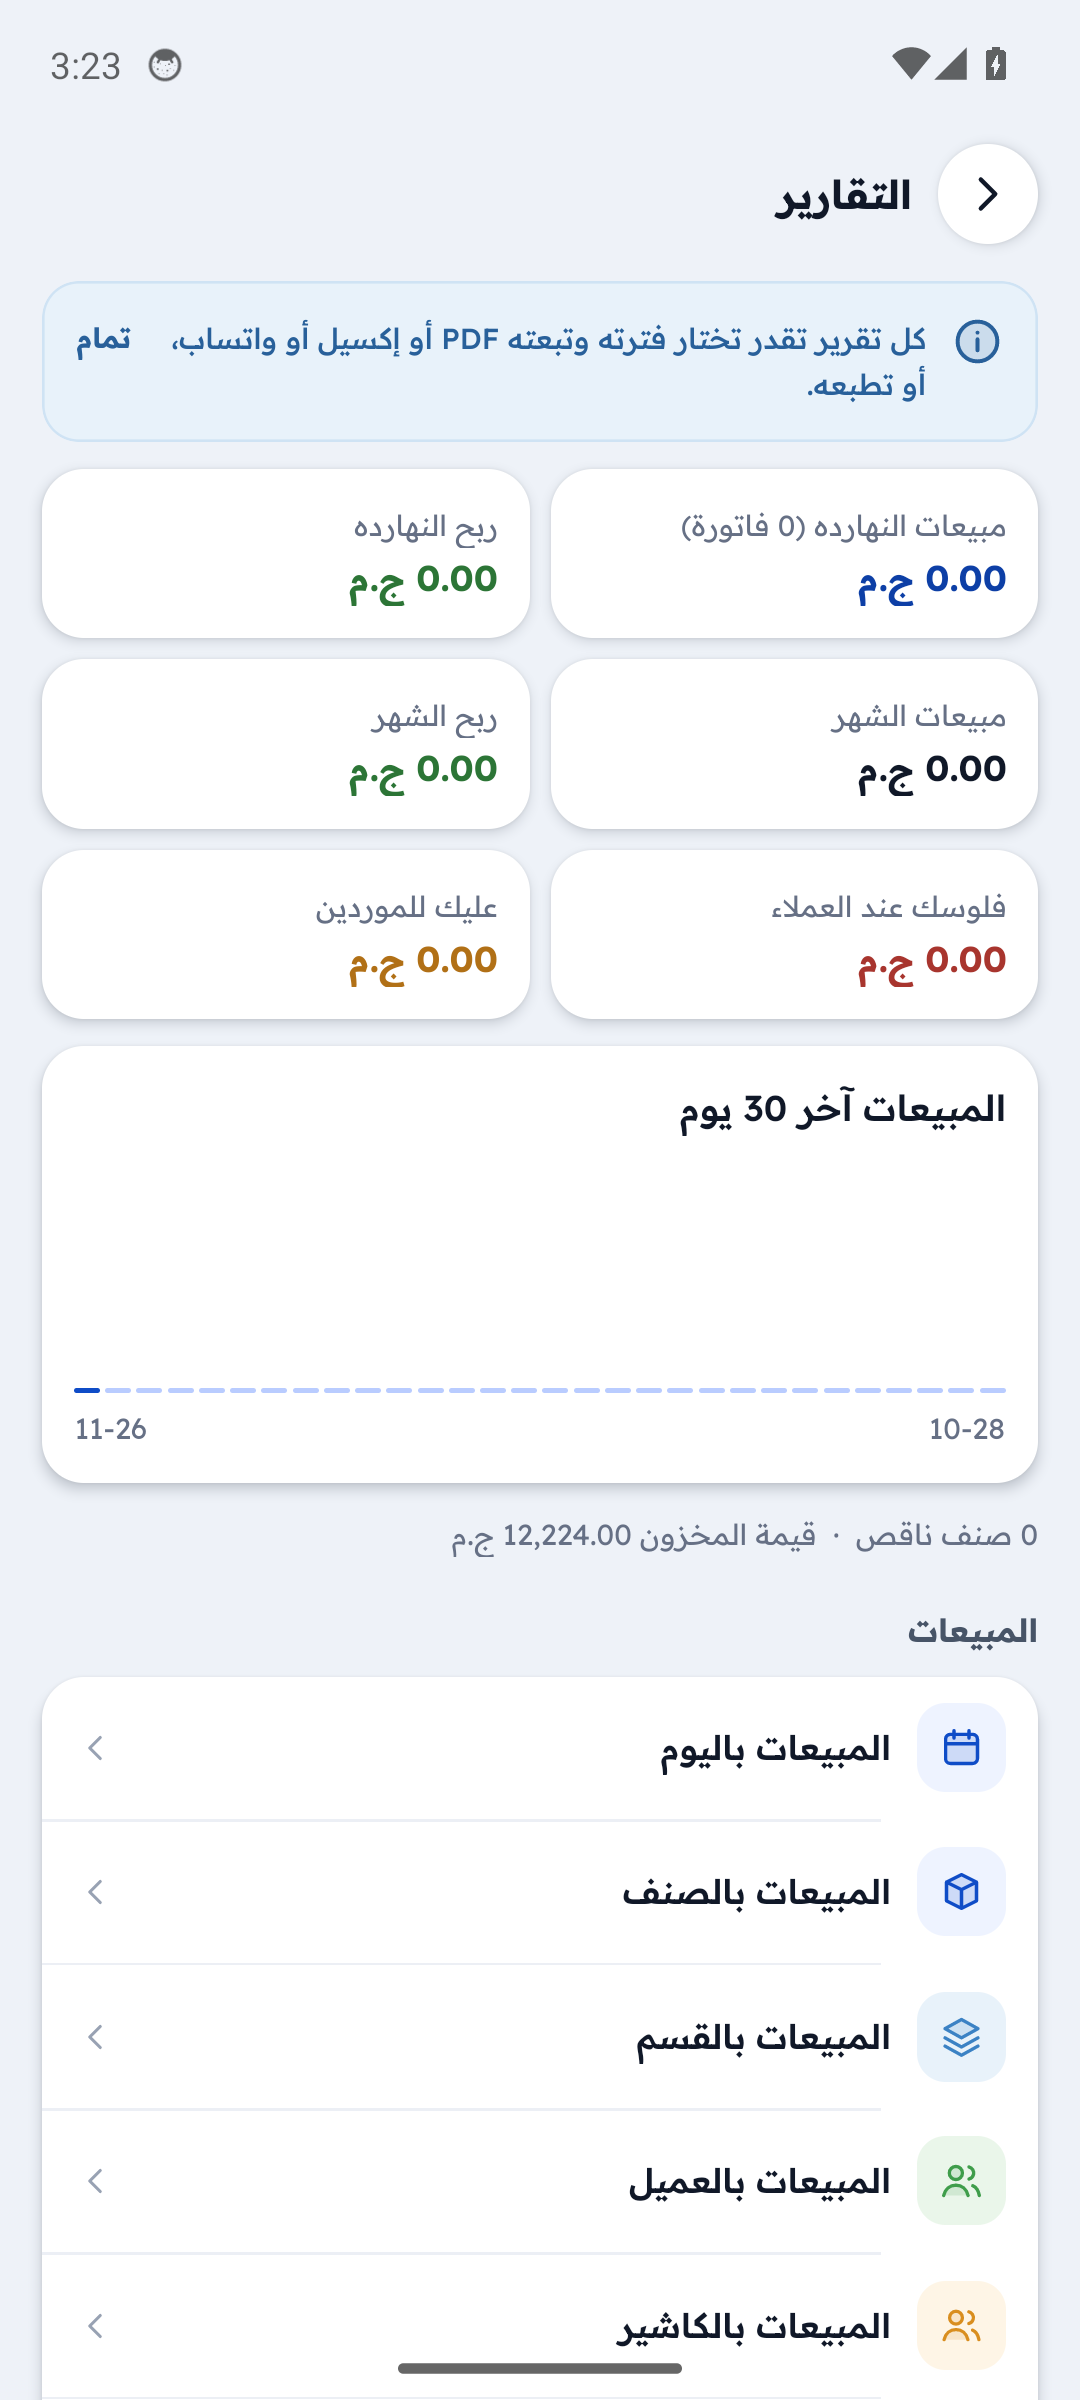 3:23
التقارير
كل تقرير تقدر تختار فترته وتبعته PDF أو إكسيل أو واتساب،
أو تطبعه.
تمام
مبيعات النهارده (0 فاتورة)
0.00 ج.م
ربح النهارده
0.00 ج.م
مبيعات الشهر
0.00 ج.م
ربح الشهر
0.00 ج.م
فلوسك عند العملاء
0.00 ج.م
عليك للموردين
0.00 ج.م
المبيعات آخر 30 يوم
10-28
11-26
0 صنف ناقص · قيمة المخزون 12,224.00 ج.م
المبيعات
المبيعات باليوم
المبيعات بالصنف
المبيعات بالقسم
المبيعات بالعميل
المبيعات بالكاشير